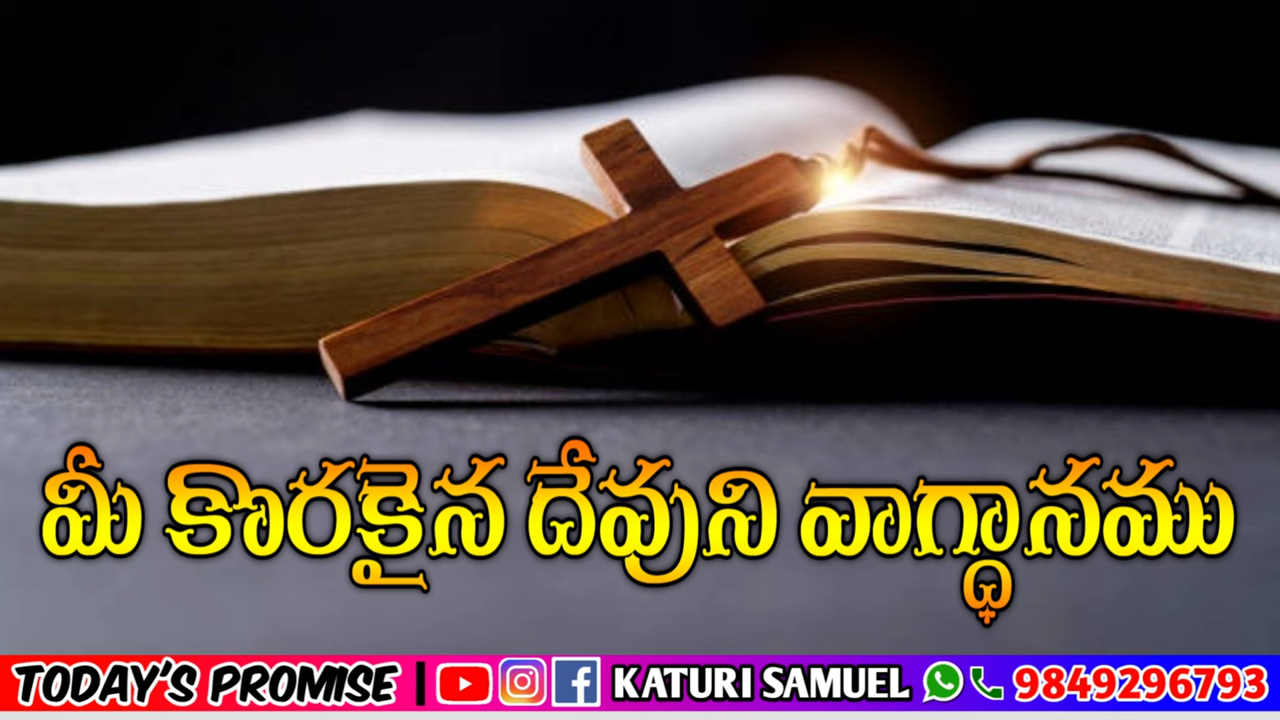 మీ కొరకైన దేవుని వాగ్ధానము
TODAY'S PROMISE | KATURI SAMUEL 9849296793